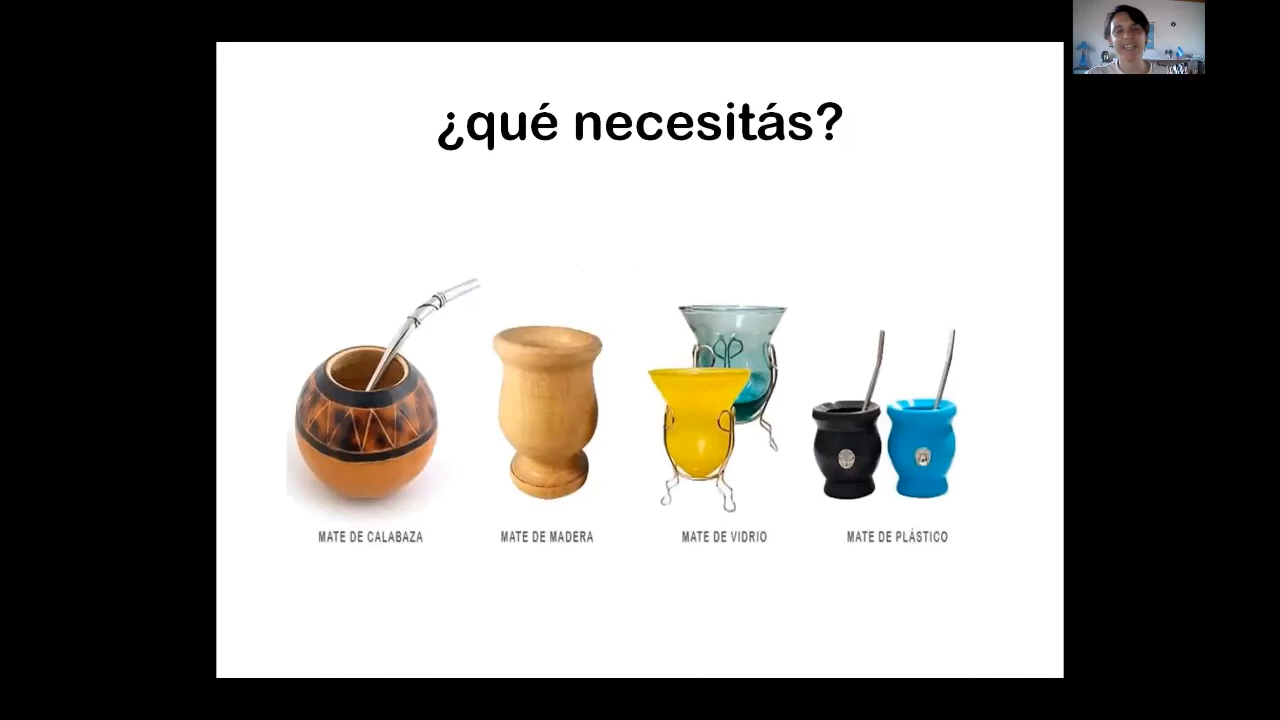 ¿qué necesitás?
MATE DE CALABAZA
MATE DE MADERA
MATE DE VIDRIO
MATE DE PLÁSTICO